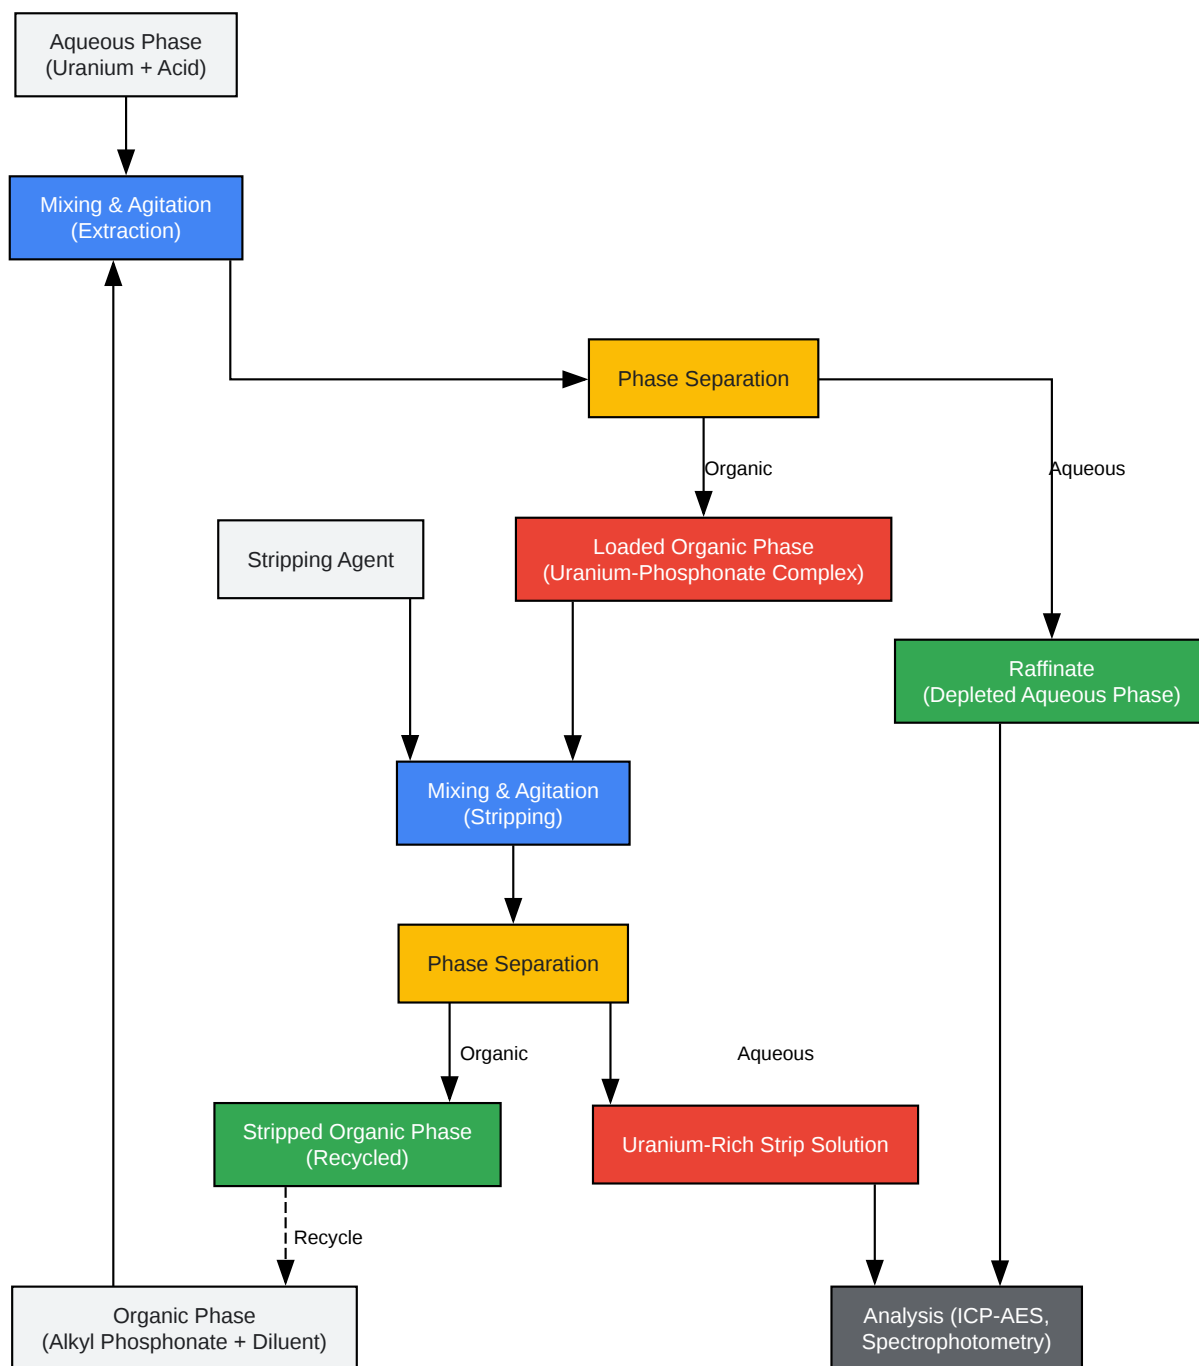 Aqueous Phase
(Uranium + Acid)
Mixing & Agitation
(Extraction)
Phase Separation
Organic
Aqueous
Stripping Agent
Loaded Organic Phase
(Uranium-Phosphonate Complex)
Raffinate
(Depleted Aqueous Phase)
Mixing & Agitation
(Stripping)
Phase Separation
Organic
Aqueous
Stripped Organic Phase
(Recycled)
Uranium-Rich Strip Solution
Recycle
Organic Phase
(Alkyl Phosphonate + Diluent)
Analysis (ICP-AES,
Spectrophotometry)